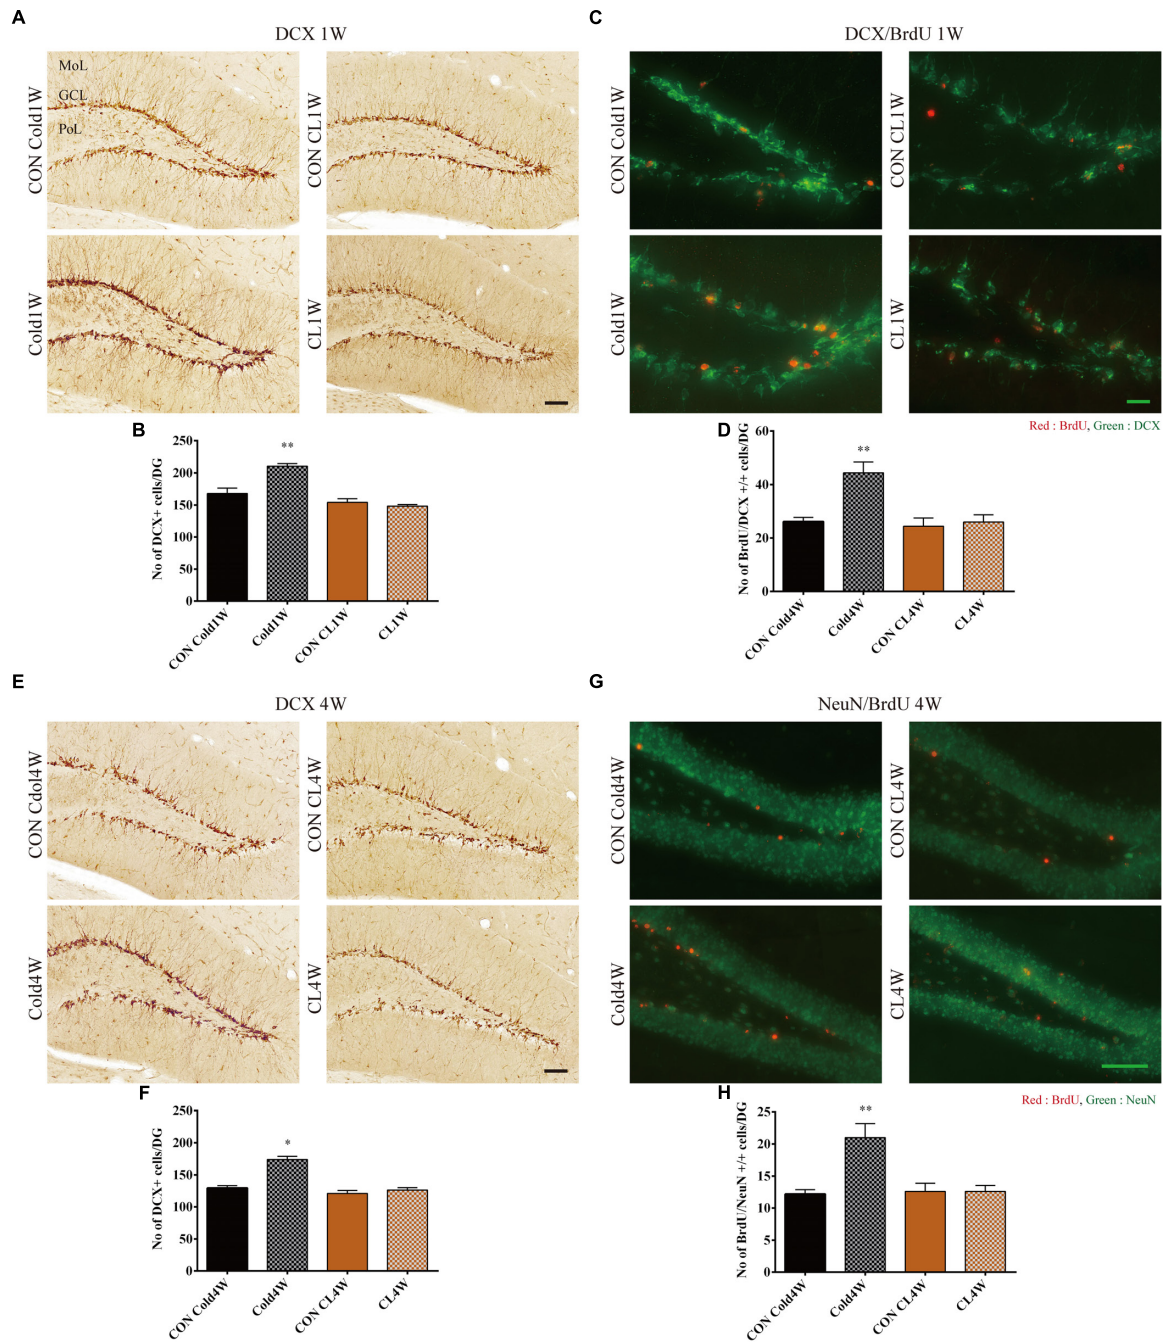 A
DCX 1W
CON Cold1W
MoL
GCL
PoL
CON CL1W
Cold1W
CL1W
B
No of DCX+ cells/DG
250
200
150
100
50
0
**
CON Cold1W
Cold1W
CON CL1W
CL1W
C
DCX/BrdU 1W
CON Cold1W
CON CL1W
Cold1W
CL1W
Red : BrdU, Green : DCX
D
No of BrdU/DCX +/+ cells/DG
60
40
20
0
**
CON Cold4W
Cold4W
CON CL4W
CL4W
E
DCX 4W
CON Cdol4W
CON CL4W
Cold4W
CL4W
F
No of DCX+ cells/DG
250
200
150
100
50
0
*
CON Cold4W
Cold4W
CON CL4W
CL4W
G
NeuN/BrdU 4W
CON Cold4W
CON CL4W
Cold4W
CL4W
Red : BrdU, Green : NeuN
H
No of BrdU/NeuN +/+ cells/DG
25
20
15
10
5
0
**
CON Cold4W
Cold4W
CON CL4W
CL4W